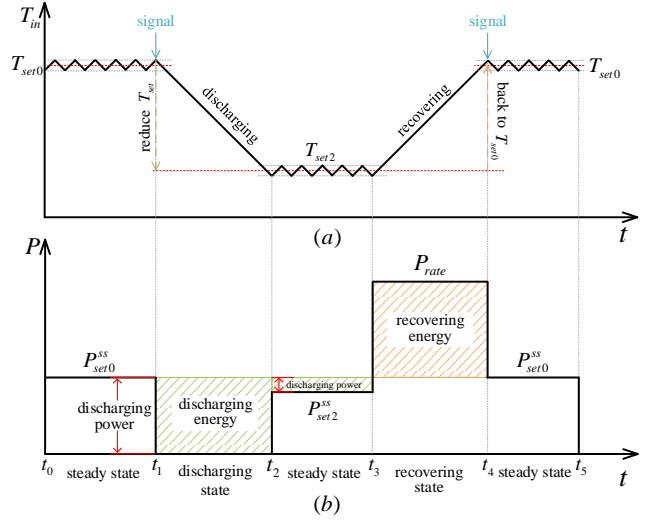 T_in
signal
signal
T_set0
T_set0
reduce T_set
discharging
T_set2
recovering
back to T_set0
t
(a)
P
P_rate
recovering
energy
P^ss_set0
P^ss_set0
discharging
power
discharging
energy
discharging power
P^ss_set2
t_0
t_1
t_2
t_3
t_4
t_5
steady state
discharging
state
steady state
recovering
state
steady state
t
(b)